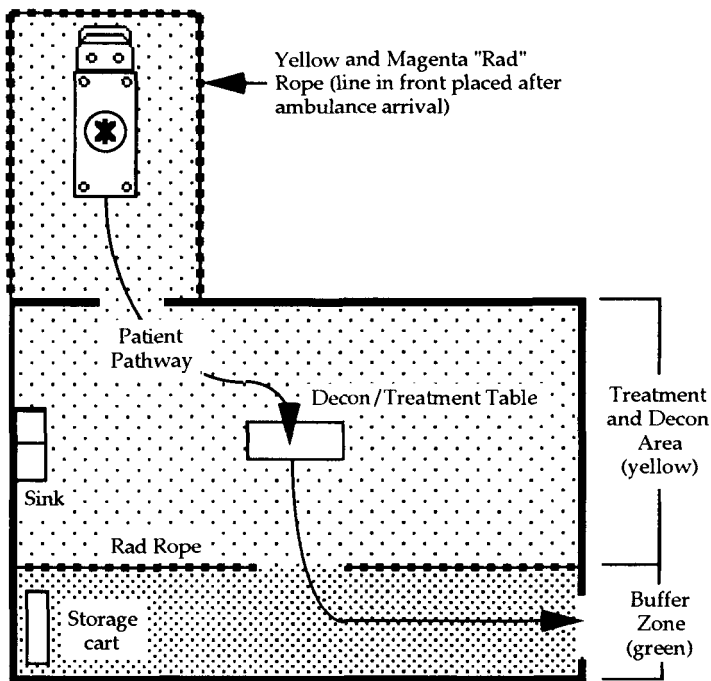 Yellow and Magenta "Rad"
Rope (line in front placed after
ambulance arrival)
Patient
Pathway
Decon/Treatment Table
Sink
Rad Rope
Storage
cart
Treatment
and Decon
Area
(yellow)
Buffer
Zone
(green)